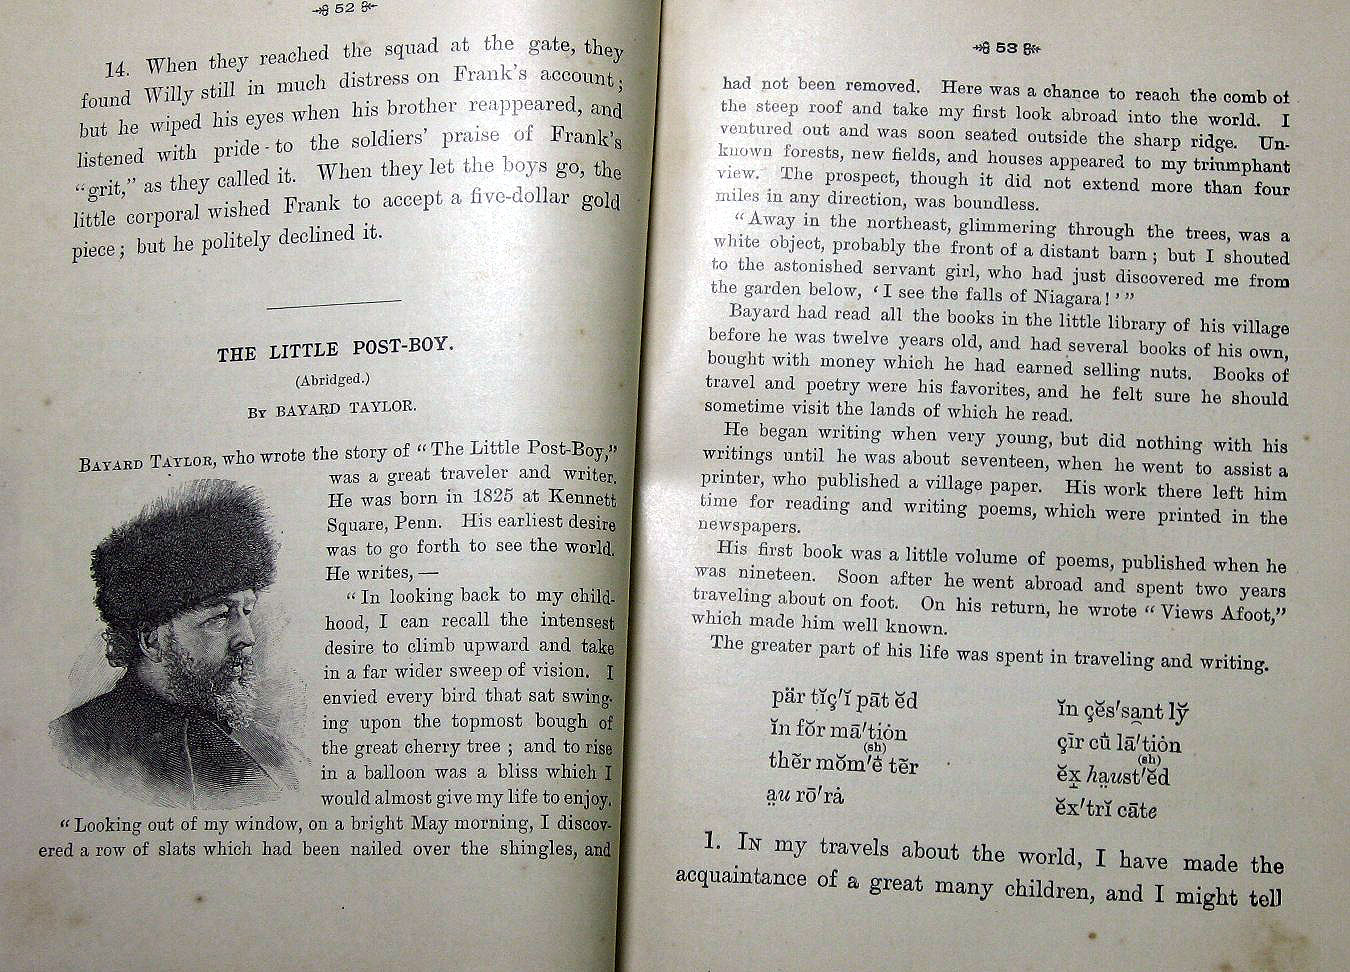 52
14. When they reached the squad at the gate, they
found Willy still in much distress on Frank's account;
but he wiped his eyes when his brother reappeared, and
listened with pride-to the soldiers' praise of Frank's
"grit," as they called it. When they let the boys go, the
little corporal wished Frank to accept a five-dollar gold
piece; but he politely declined it.
THE LITTLE POST-BOY.
(Abridged.)
BY BAYARD TAYLOR.
BAYARD TAYLOR, who wrote the story of "The Little Post-Boy,"
was a great traveler and writer.
He was born in 1825 at Kennett
Square, Penn. His earliest desire
was to go forth to see the world.
He writes, —
"In looking back to my child-
hood, I can recall the intensest
desire to climb upward and take
in a far wider sweep of vision. I
envied every bird that sat swing-
ing upon the topmost bough of
the great cherry tree; and to rise
in a balloon was a bliss which I
would almost give my life to enjoy.
"Looking out of my window, on a bright May morning, I discov-
ered a row of slats which had been nailed over the shingles, and
53
had not been removed. Here was a chance to reach the comb of
the steep roof and take my first look abroad into the world. I
ventured out and was soon seated outside the sharp ridge. Un-
known forests, new fields, and houses appeared to my triumphant
view. The prospect, though it did not extend more than four
miles in any direction, was boundless.
"Away in the northeast, glimmering through the trees, was a
white object, probably the front of a distant barn; but I shouted
to the astonished servant girl, who had just discovered me from
the garden below, 'I see the falls of Niagara!'"
Bayard had read all the books in the little library of his village
before he was twelve years old, and had several books of his own,
bought with money which he had earned selling nuts. Books of
travel and poetry were his favorites, and he felt sure he should
sometime visit the lands of which he read.
He began writing when very young, but did nothing with his
writings until he was about seventeen, when he went to assist a
printer, who published a village paper. His work there left him
time for reading and writing poems, which were printed in the
newspapers.
His first book was a little volume of poems, published when he
was nineteen. Soon after he went abroad and spent two years
traveling about on foot. On his return, he wrote "Views Afoot,"
which made him well known.
The greater part of his life was spent in traveling and writing.
pär tĭç′ĭ pāt ĕd
ĭn fŏr mā′tiȯn
(sh)
thẽr mŏm′ė tẽr
a̤u rō′rȧ
ĭn çĕs′sa̤nt ly̆
çĩr cū̇ lā′tiȯn
(sh)
ĕx̱ ha̤ust′ĕd
ĕx′trĭ cāte
1. IN my travels about the world, I have made the
acquaintance of a great many children, and I might tell